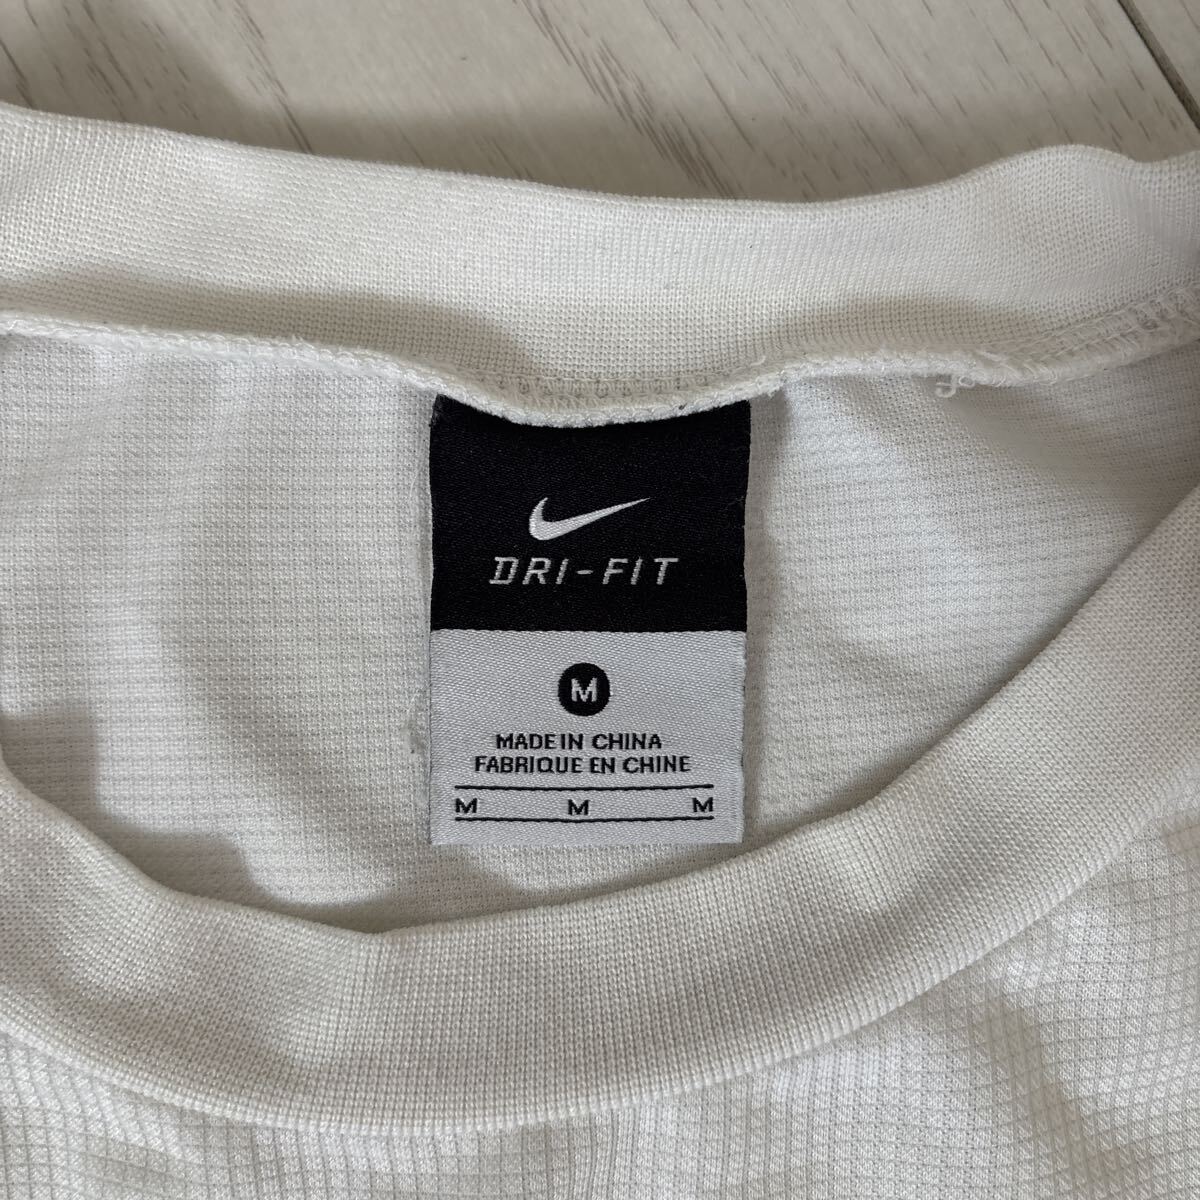 DRI-FIT
M
MADE IN CHINA
FABRIQUE EN CHINE
M M M